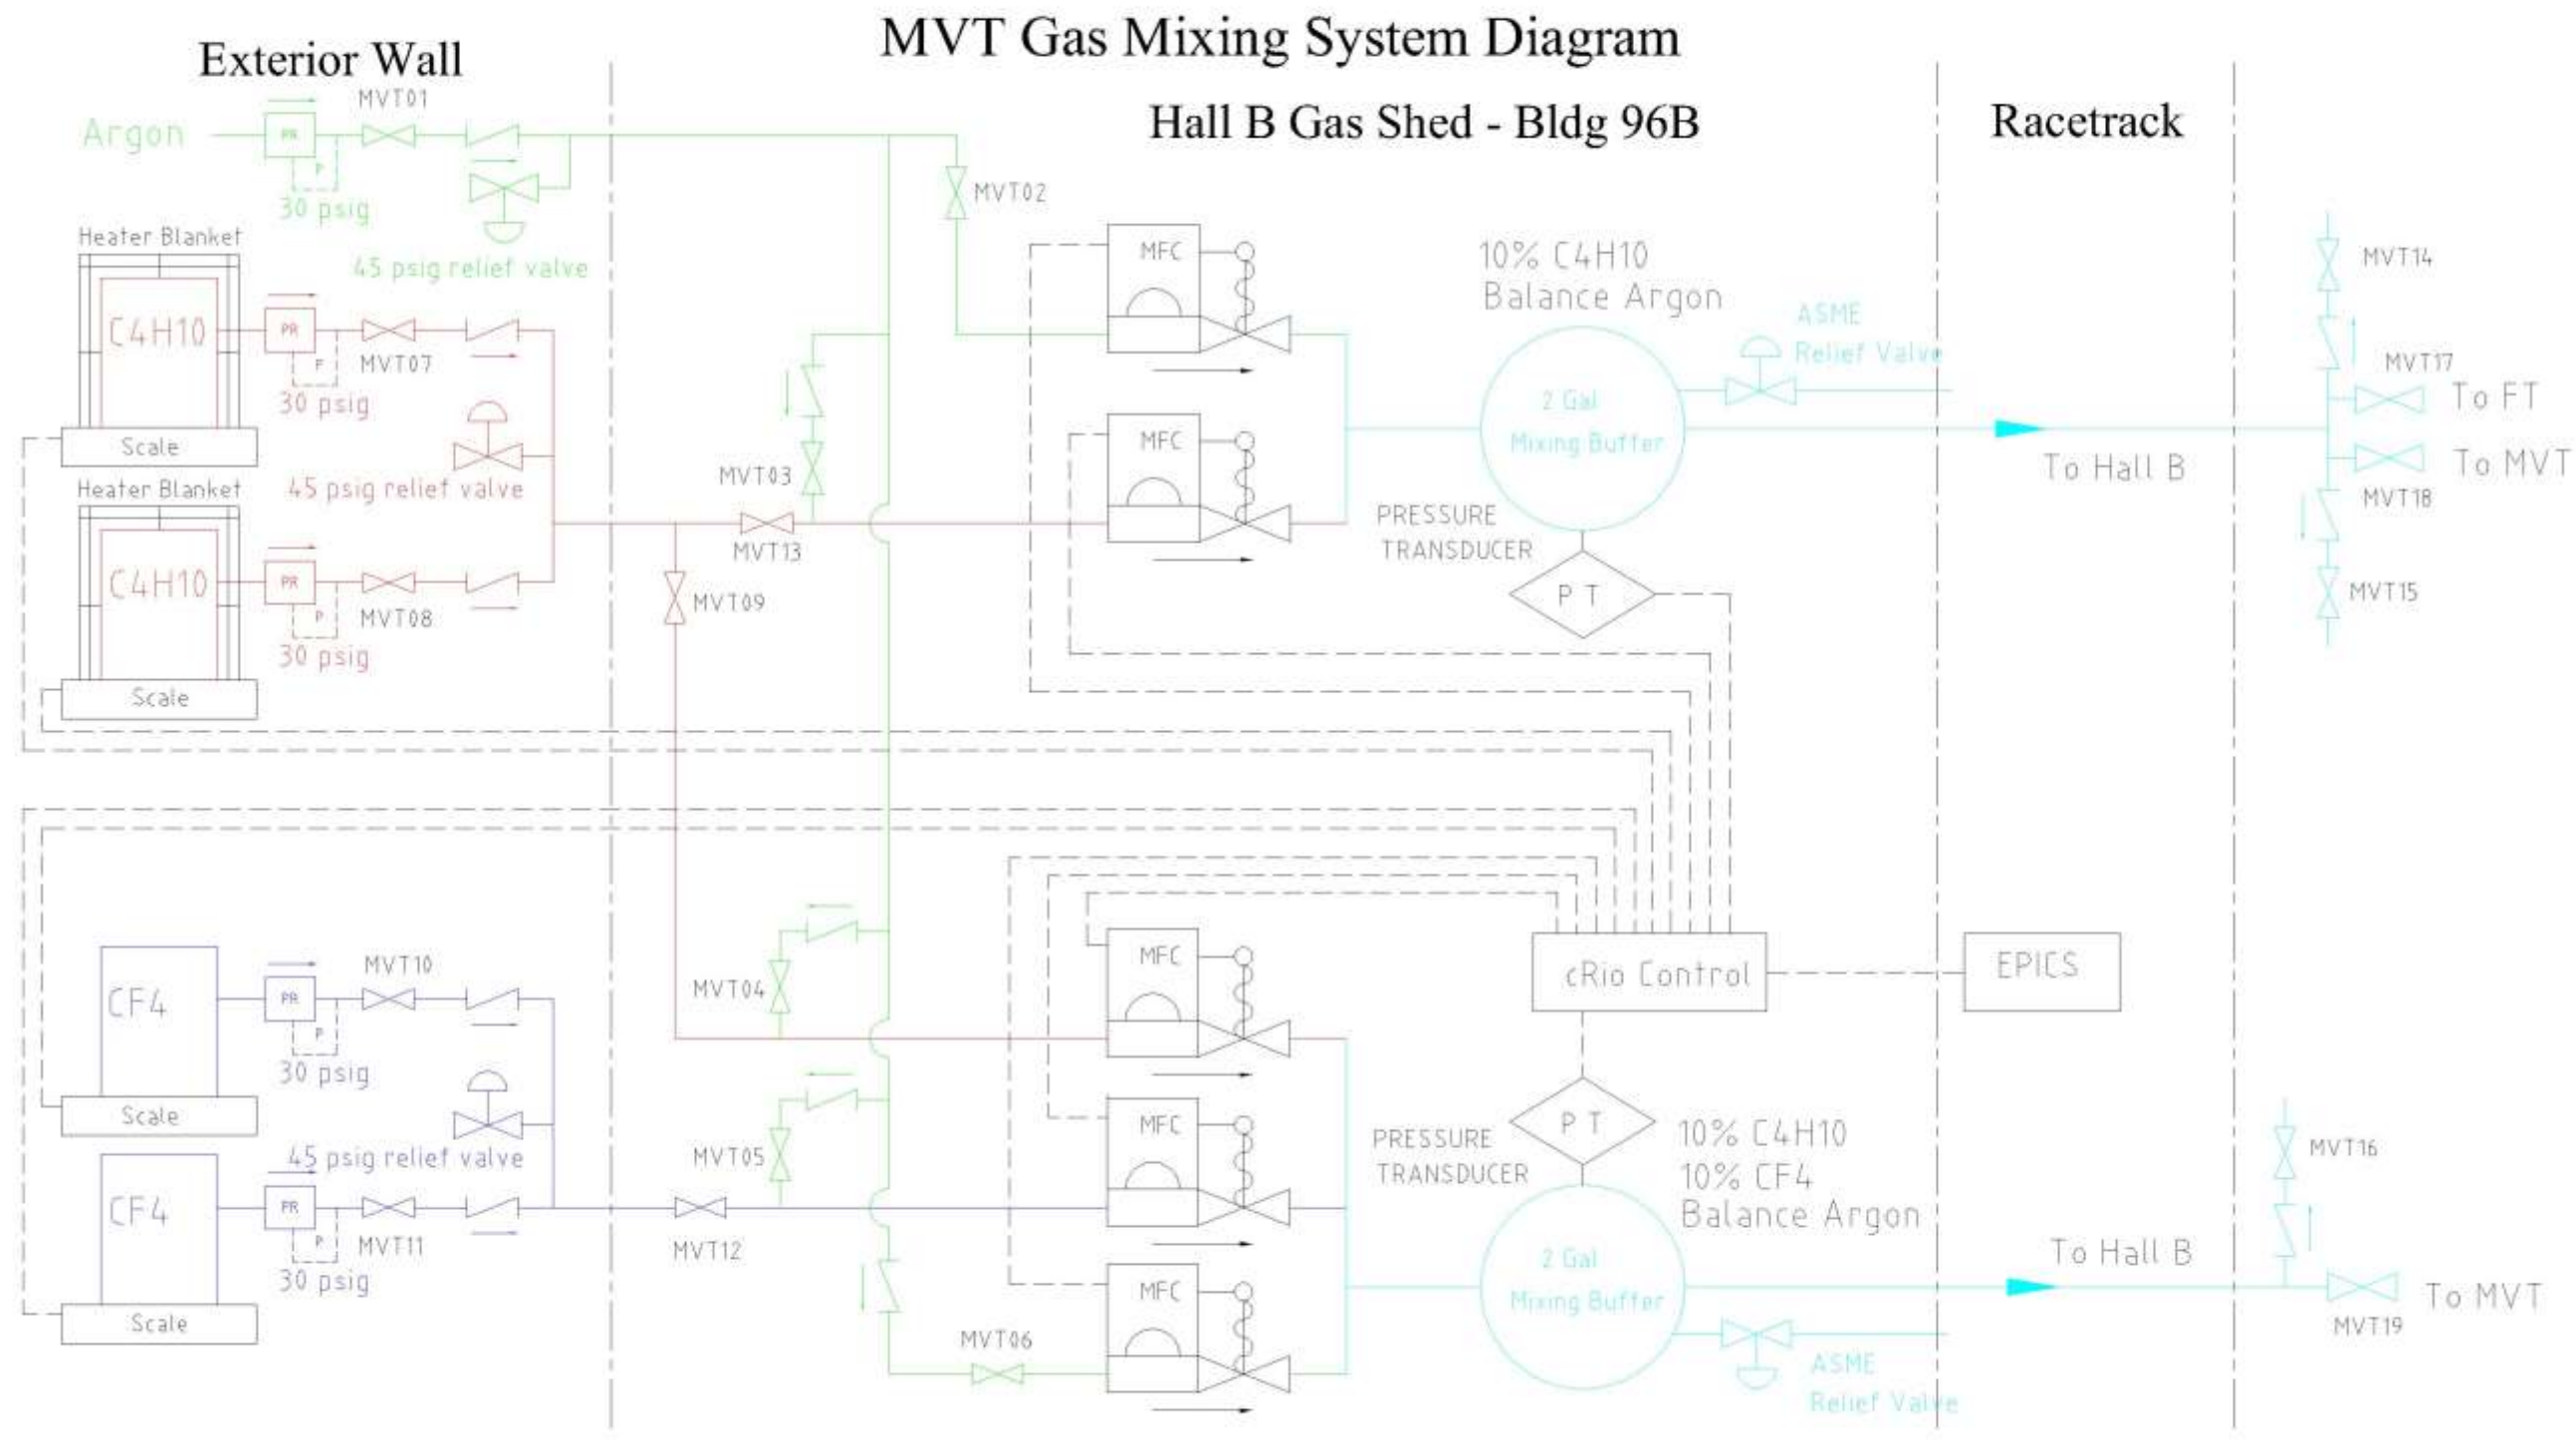 MVT Gas Mixing System Diagram
Exterior Wall
Hall B Gas Shed - Bldg 96B
Racetrack
Argon
PR
MVT01
P
30 psig
45 psig relief valve
MVT02
Heater Blanket
C4H10
PR
MVT07
30 psig
Scale
45 psig relief valve
Heater Blanket
C4H10
PR
MVT08
P
30 psig
Scale
MVT03
MVT13
MVT09
MFC
MFC
10% C4H10
Balance Argon
ASME
Relief Valve
2 Gal
Mixing Buffer
PRESSURE
TRANSDUCER
P T
To Hall B
MVT14
MVT17
To FT
To MVT
MVT18
MVT15
CF4
PR
MVT10
P
30 psig
Scale
45 psig relief valve
CF4
PR
MVT11
P
30 psig
Scale
MVT04
MVT05
MVT12
MVT06
MFC
MFC
MFC
cRio Control
EPICS
PRESSURE
TRANSDUCER
P T
10% C4H10
10% CF4
Balance Argon
2 Gal
Mixing Buffer
ASME
Relief Valve
To Hall B
MVT16
To MVT
MVT19